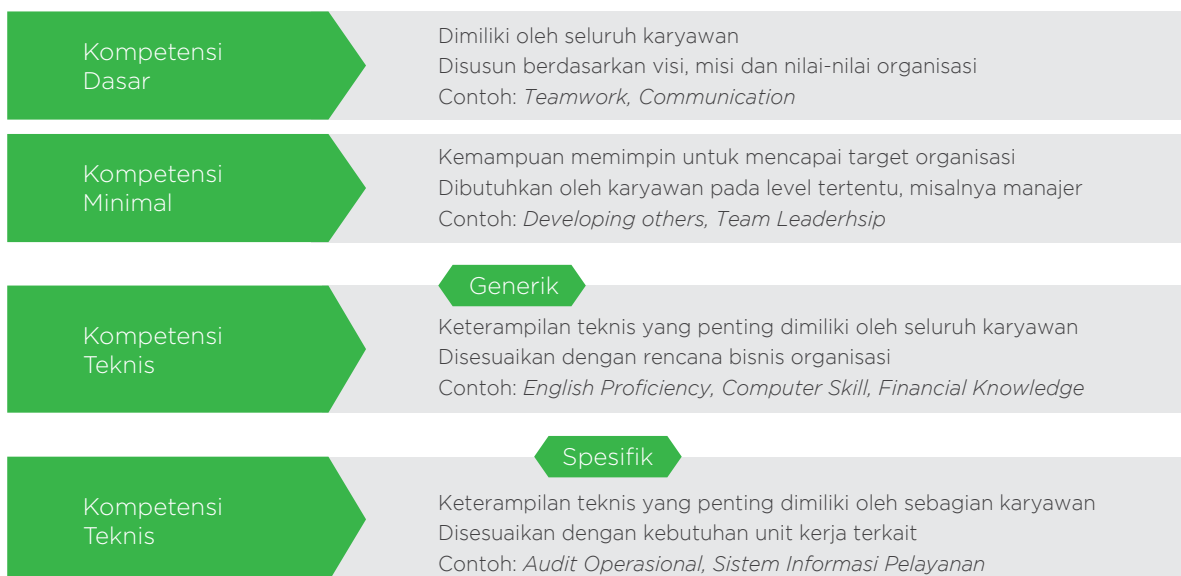 Kompetensi
Dasar
Dimiliki oleh seluruh karyawan
Disusun berdasarkan visi, misi dan nilai-nilai organisasi
Contoh: Teamwork, Communication
Kompetensi
Minimal
Kemampuan memimpin untuk mencapai target organisasi
Dibutuhkan oleh karyawan pada level tertentu, misalnya manajer
Contoh: Developing others, Team Leaderhsip
Kompetensi
Teknis
Generik
Keterampilan teknis yang penting dimiliki oleh seluruh karyawan
Disesuaikan dengan rencana bisnis organisasi
Contoh: English Proficiency, Computer Skill, Financial Knowledge
Kompetensi
Teknis
Spesifik
Keterampilan teknis yang penting dimiliki oleh sebagian karyawan
Disesuaikan dengan kebutuhan unit kerja terkait
Contoh: Audit Operasional, Sistem Informasi Pelayanan